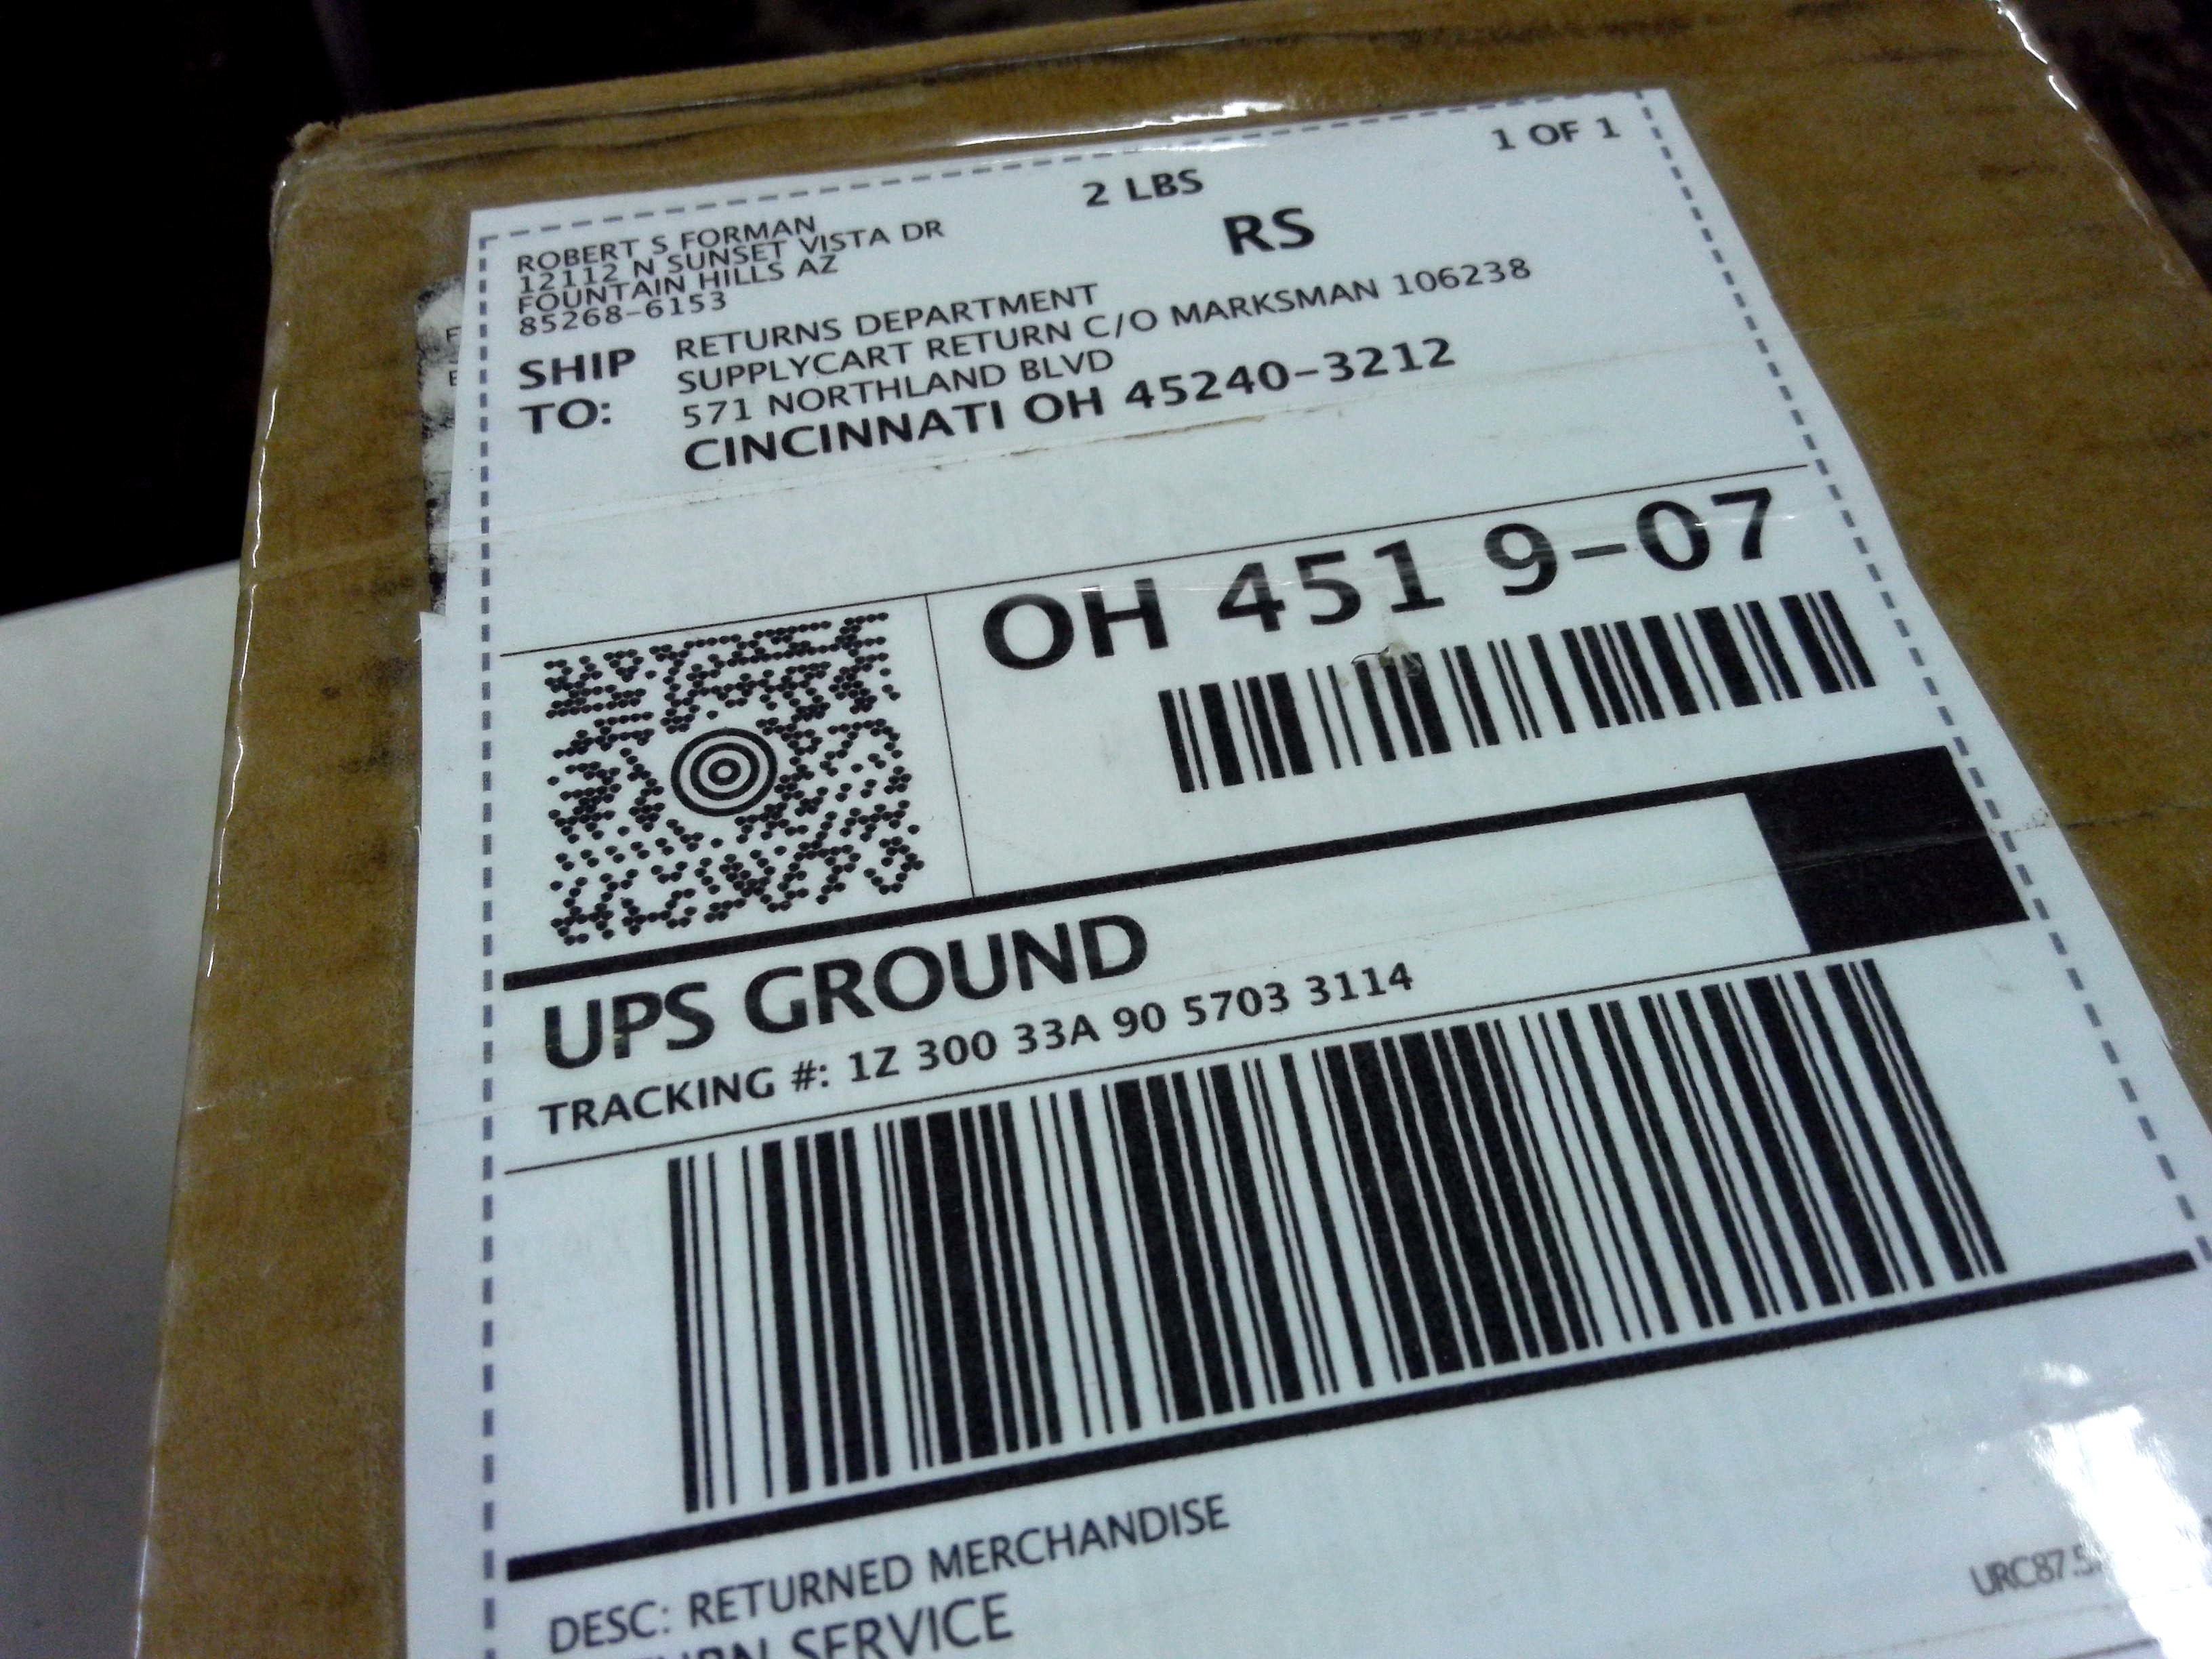 1 OF 1
2 LBS
RS
ROBERT S FORMAN
12112 N SUNSET VISTA DR
FOUNTAIN HILLS AZ
85268-6153
SHIP TO:
RETURNS DEPARTMENT
SUPPLYCART RETURN C/O MARKSMAN 106238
571 NORTHLAND BLVD
CINCINNATI OH 45240-3212
OH 451 9-07
UPS GROUND
TRACKING #: 1Z 300 33A 90 5703 3114
DESC: RETURNED MERCHANDISE
SERVICE